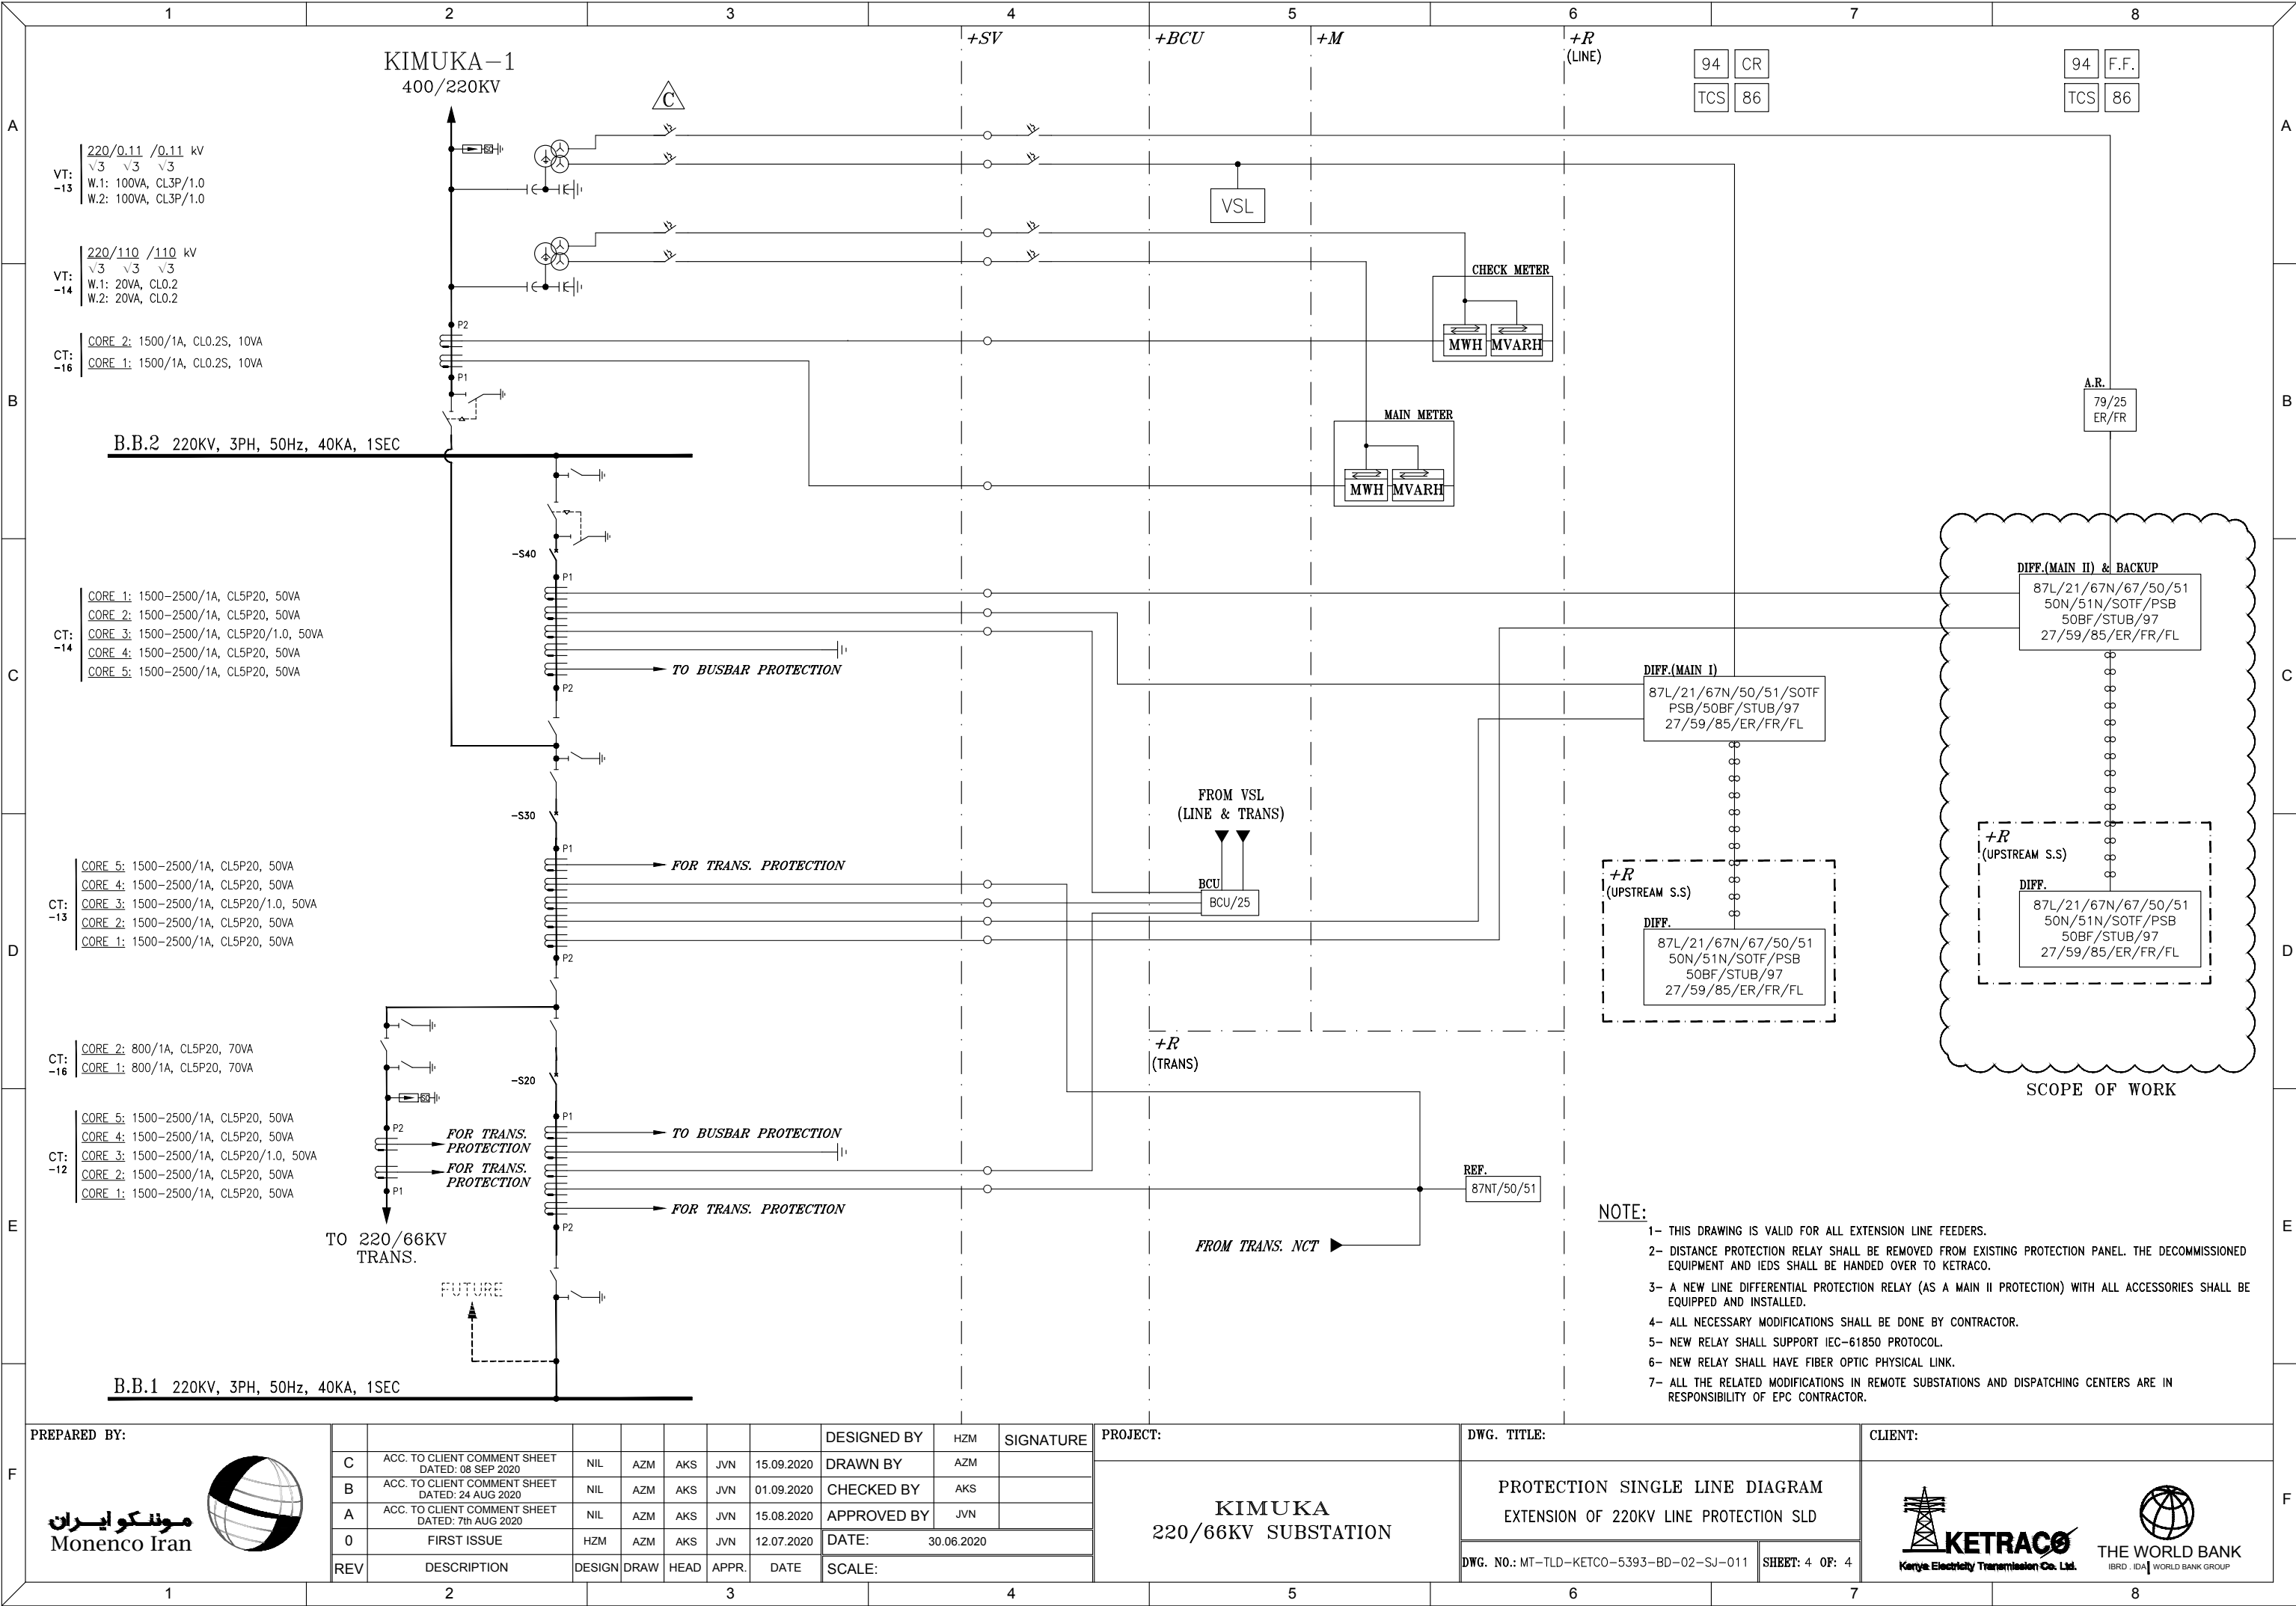 1 2 3 4 5 6 7 8
A
B
C
D
E
F
KIMUKA-1
400/220KV
C
+SV
+BCU
+M
+R
(LINE)
94 CR
TCS 86
94 F.F.
TCS 86
VT:
-13
220/0.11 /0.11 kV
√3 √3 √3
W.1: 100VA, CL3P/1.0
W.2: 100VA, CL3P/1.0
VSL
VT:
-14
220/110 /110 kV
√3 √3 √3
W.1: 20VA, CL0.2
W.2: 20VA, CL0.2
CHECK METER
MWH MVARH
P2
CT:
-16
CORE 2: 1500/1A, CL0.2S, 10VA
CORE 1: 1500/1A, CL0.2S, 10VA
P1
A.R.
79/25
ER/FR
MAIN METER
MWH MVARH
B.B.2 220KV, 3PH, 50Hz, 40KA, 1SEC
-S40
P1
CT:
-14
CORE 1: 1500-2500/1A, CL5P20, 50VA
CORE 2: 1500-2500/1A, CL5P20, 50VA
CORE 3: 1500-2500/1A, CL5P20/1.0, 50VA
CORE 4: 1500-2500/1A, CL5P20, 50VA
CORE 5: 1500-2500/1A, CL5P20, 50VA
TO BUSBAR PROTECTION
P2
DIFF.(MAIN II) & BACKUP
87L/21/67N/67/50/51
50N/51N/SOTF/PSB
50BF/STUB/97
27/59/85/ER/FR/FL
DIFF.(MAIN I)
87L/21/67N/50/51/SOTF
PSB/50BF/STUB/97
27/59/85/ER/FR/FL
FROM VSL
(LINE & TRANS)
-S30
P1
FOR TRANS. PROTECTION
CT:
-13
CORE 5: 1500-2500/1A, CL5P20, 50VA
CORE 4: 1500-2500/1A, CL5P20, 50VA
CORE 3: 1500-2500/1A, CL5P20/1.0, 50VA
CORE 2: 1500-2500/1A, CL5P20, 50VA
CORE 1: 1500-2500/1A, CL5P20, 50VA
P2
BCU
BCU/25
+R
(UPSTREAM S.S)
DIFF.
87L/21/67N/67/50/51
50N/51N/SOTF/PSB
50BF/STUB/97
27/59/85/ER/FR/FL
+R
(UPSTREAM S.S)
DIFF.
87L/21/67N/67/50/51
50N/51N/SOTF/PSB
50BF/STUB/97
27/59/85/ER/FR/FL
SCOPE OF WORK
+R
(TRANS)
CT:
-16
CORE 2: 800/1A, CL5P20, 70VA
CORE 1: 800/1A, CL5P20, 70VA
-S20
P1
CT:
-12
CORE 5: 1500-2500/1A, CL5P20, 50VA
CORE 4: 1500-2500/1A, CL5P20, 50VA
CORE 3: 1500-2500/1A, CL5P20/1.0, 50VA
CORE 2: 1500-2500/1A, CL5P20, 50VA
CORE 1: 1500-2500/1A, CL5P20, 50VA
P2
FOR TRANS.
PROTECTION
FOR TRANS.
PROTECTION
P1
TO BUSBAR PROTECTION
FOR TRANS. PROTECTION
P2
TO 220/66KV
TRANS.
REF.
87NT/50/51
FROM TRANS. NCT
FUTURE
B.B.1 220KV, 3PH, 50Hz, 40KA, 1SEC
NOTE:
1- THIS DRAWING IS VALID FOR ALL EXTENSION LINE FEEDERS.
2- DISTANCE PROTECTION RELAY SHALL BE REMOVED FROM EXISTING PROTECTION PANEL. THE DECOMMISSIONED
EQUIPMENT AND IEDS SHALL BE HANDED OVER TO KETRACO.
3- A NEW LINE DIFFERENTIAL PROTECTION RELAY (AS A MAIN II PROTECTION) WITH ALL ACCESSORIES SHALL BE
EQUIPPED AND INSTALLED.
4- ALL NECESSARY MODIFICATIONS SHALL BE DONE BY CONTRACTOR.
5- NEW RELAY SHALL SUPPORT IEC-61850 PROTOCOL.
6- NEW RELAY SHALL HAVE FIBER OPTIC PHYSICAL LINK.
7- ALL THE RELATED MODIFICATIONS IN REMOTE SUBSTATIONS AND DISPATCHING CENTERS ARE IN
RESPONSIBILITY OF EPC CONTRACTOR.
PREPARED BY:
موننکو ایران
Monenco Iran
C ACC. TO CLIENT COMMENT SHEET
DATED: 08 SEP 2020 NIL AZM AKS JVN 15.09.2020
B ACC. TO CLIENT COMMENT SHEET
DATED: 24 AUG 2020 NIL AZM AKS JVN 01.09.2020
A ACC. TO CLIENT COMMENT SHEET
DATED: 7th AUG 2020 NIL AZM AKS JVN 15.08.2020
0 FIRST ISSUE HZM AZM AKS JVN 12.07.2020
REV DESCRIPTION DESIGN DRAW HEAD APPR. DATE
DESIGNED BY HZM SIGNATURE
DRAWN BY AZM
CHECKED BY AKS
APPROVED BY JVN
DATE: 30.06.2020
SCALE:
PROJECT:
KIMUKA
220/66KV SUBSTATION
DWG. TITLE:
PROTECTION SINGLE LINE DIAGRAM
EXTENSION OF 220KV LINE PROTECTION SLD
DWG. NO.: MT-TLD-KETCO-5393-BD-02-SJ-011 SHEET: 4 OF: 4
CLIENT:
KETRACO
Kenya Electricity Transmission Co. Ltd.
THE WORLD BANK
IBRD . IDA WORLD BANK GROUP
A
B
C
D
E
F
1 2 3 4 5 6 7 8